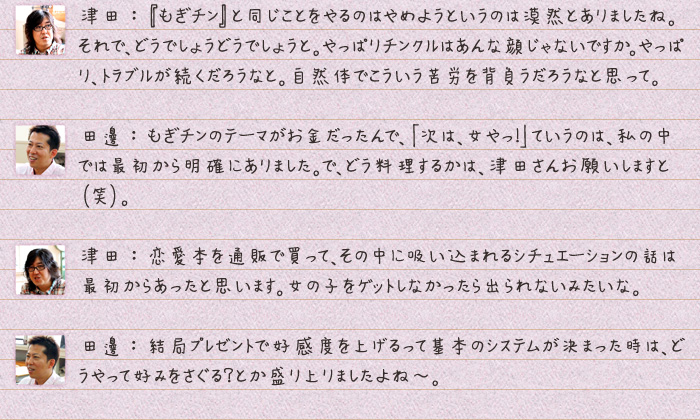 津田：『もぎチン』と同じことをやるのはやめようというのは漠然とありましたね。
それで、どうでしょうどうでしょうと。やっぱりチンクルはあんな顔じゃないですか。やっぱ
り、トラブルが続くだろうなと。自然体でこういう苦労を背負うだろうなと思って。
田邊：もぎチンのテーマがお金だったんで、「次は、女やっ!」ていうのは、私の中
では最初から明確にありました。で、どう料理するかは、津田さんお願いしますと
(笑)。
津田：恋愛本を通販で買って、その中に吸い込まれるシチュエーションの話は
最初からあったと思います。女の子をゲットしなかったら出られないみたいな。
田邊：結局プレゼントで好感度を上げるって基本のシステムが決まった時は、ど
うやって好みをさぐる?とか盛り上りましたよね〜。